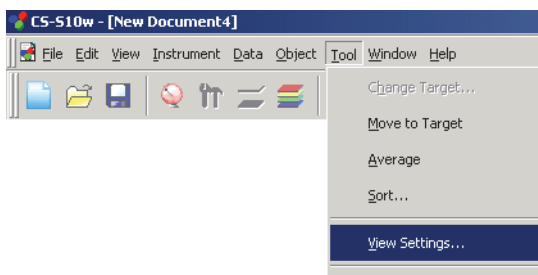 CS-S10w - [New Document4]
File Edit View Instrument Data Object Tool Window Help
Change Target...
Move to Target
Average
Sort...
View Settings...